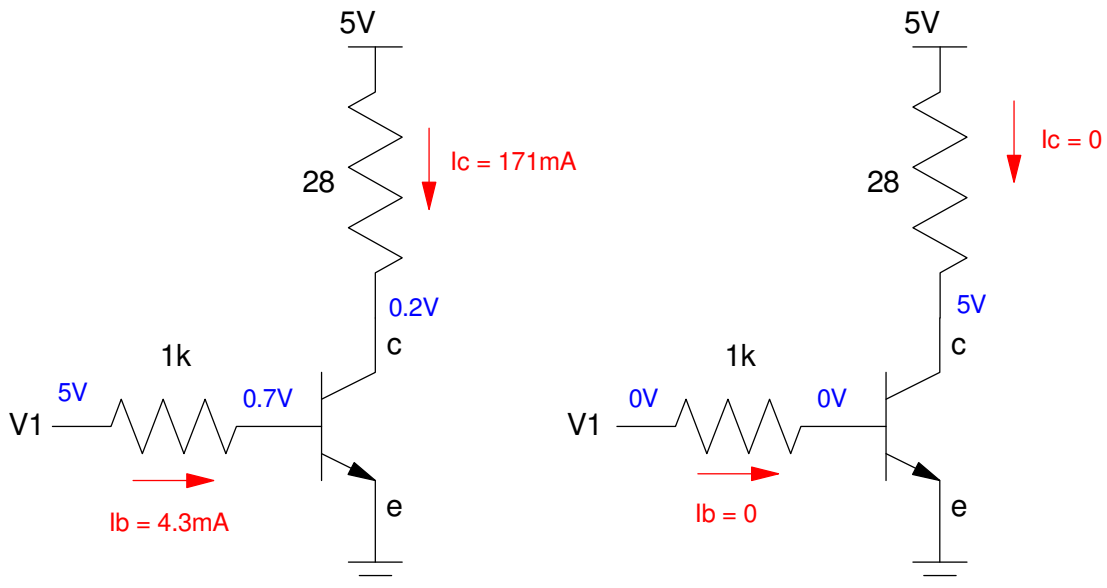 5V
5V
Ic = 171mA
Ic = 0
28
28
0.2V
5V
c
c
1k
1k
5V
0.7V
0V
0V
V1
V1
Ib = 4.3mA
Ib = 0
e
e